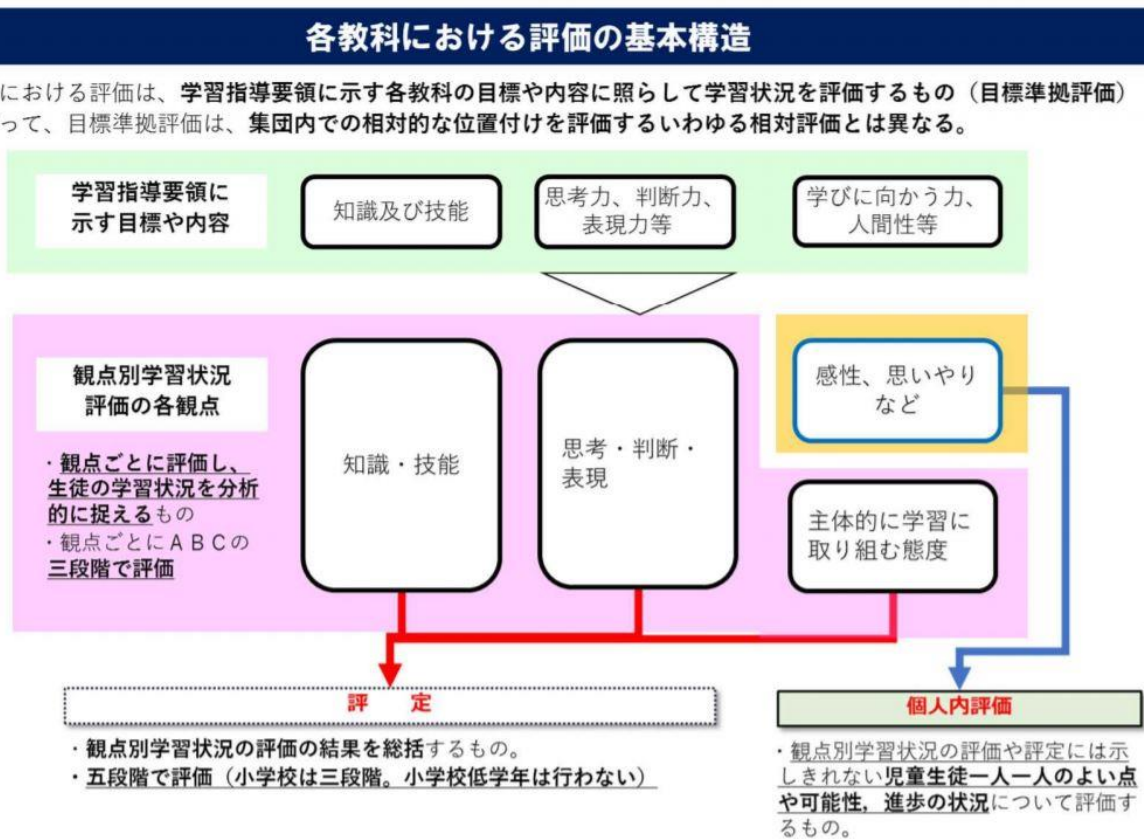 各教科における評価の基本構造
における評価は、学習指導要領に示す各教科の目標や内容に照らして学習状況を評価するもの（目標準拠評価）
って、目標準拠評価は、集団内での相対的な位置付けを評価するいわゆる相対評価とは異なる。
学習指導要領に
示す目標や内容
知識及び技能
思考力、判断力、
表現力等
学びに向かう力、
人間性等
観点別学習状況
評価の各観点
・観点ごとに評価し、
生徒の学習状況を分析
的に捉えるもの
・観点ごとにＡＢＣの
三段階で評価
知識・技能
思考・判断・
表現
感性、思いやり
など
主体的に学習に
取り組む態度
評　定
・観点別学習状況の評価の結果を総括するもの。
・五段階で評価（小学校は三段階。小学校低学年は行わない）
個人内評価
・観点別学習状況の評価や評定には示
しきれない児童生徒一人一人のよい点
や可能性，進歩の状況について評価す
るもの。